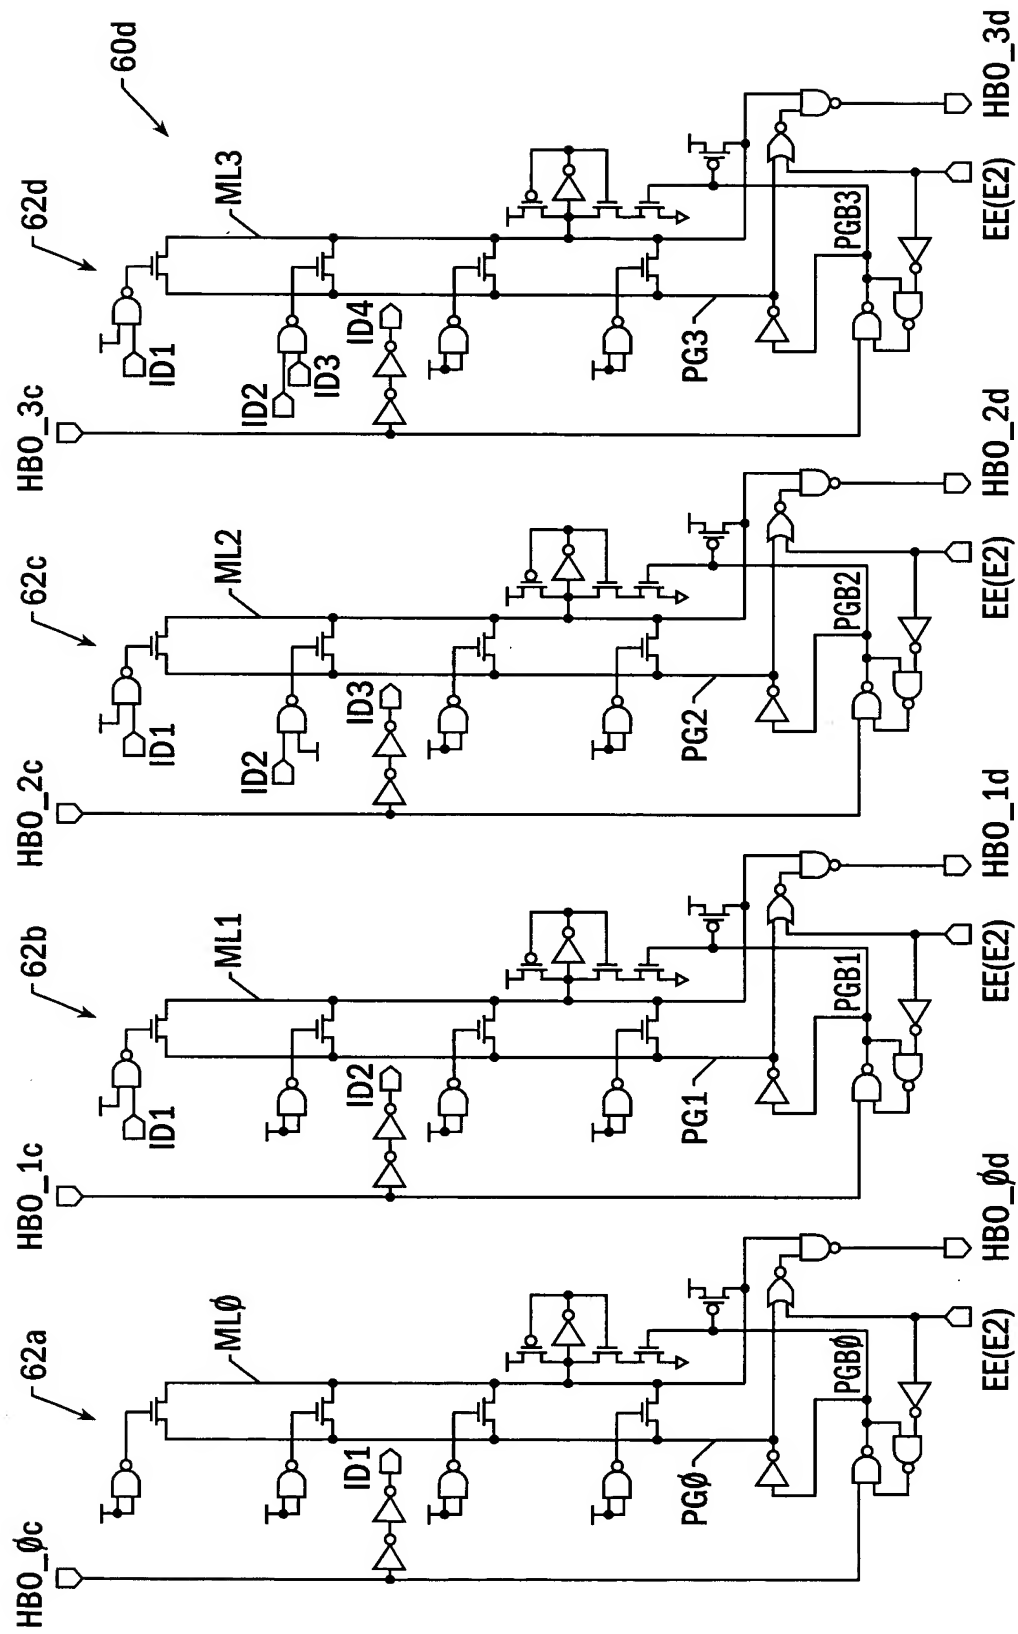 HBO_Øc
62a
HBO_1c
62b
HBO_2c
62c
HBO_3c
62d
60d
ID1
ID1
ID1
MLØ
ML1
ML2
ML3
ID2
ID2
ID3
ID1
ID2
ID3
ID4
PGØ
PG1
PG2
PG3
PGBØ
PGB1
PGB2
PGB3
EE(E2)
HBO_Ød
EE(E2)
HBO_1d
EE(E2)
HBO_2d
EE(E2)
HBO_3d